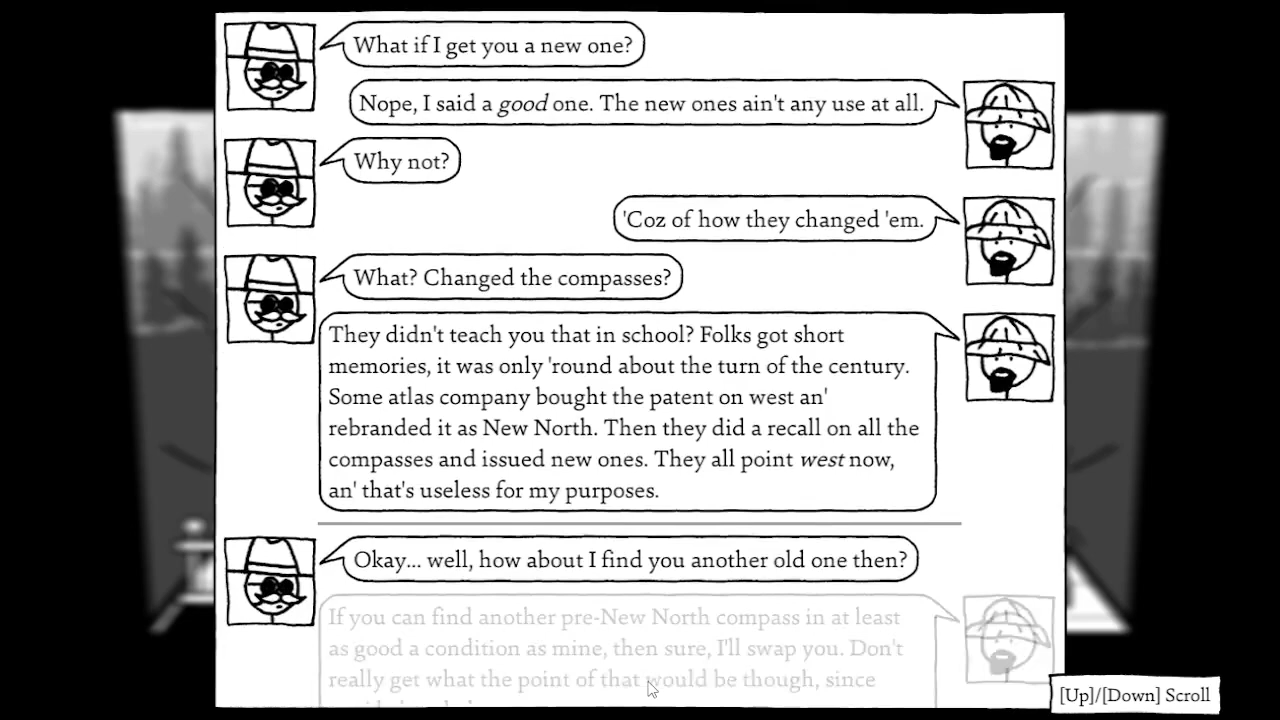 What if I get you a new one?
Nope, I said a good one. The new ones ain't any use at all.
Why not?
'Coz of how they changed 'em.
What? Changed the compasses?
They didn't teach you that in school? Folks got short
memories, it was only 'round about the turn of the century.
Some atlas company bought the patent on west an'
rebranded it as New North. Then they did a recall on all the
compasses and issued new ones. They all point west now,
an' that's useless for my purposes.
Okay... well, how about I find you another old one then?
If you can find another pre-New North compass in at least
as good a condition as mine, then sure, I'll swap you. Don't
really get what the point of that would be though, since
[Up]/[Down] Scroll